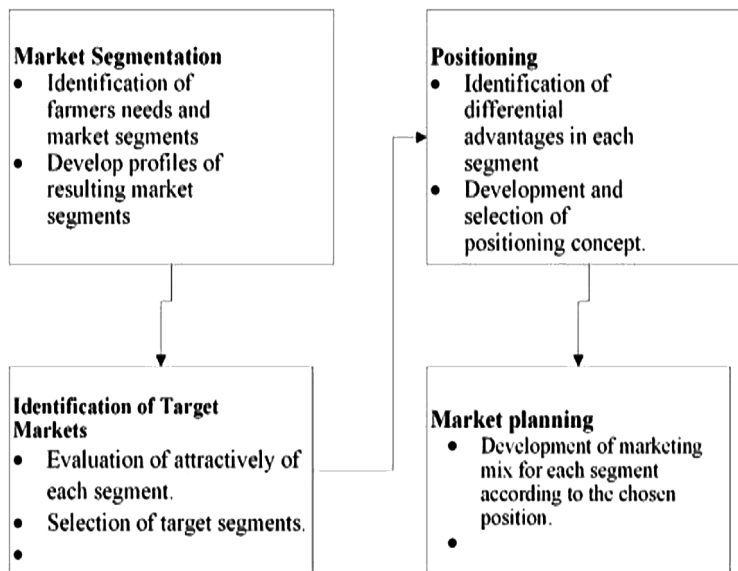 Market Segmentation
• Identification of
farmers needs and
market segments
• Develop profiles of
resulting market
segments
Identification of Target
Markets
• Evaluation of attractively of
each segment.
• Selection of target segments.
•
Positioning
• Identification of
differential
advantages in each
segment
• Development and
selection of
positioning concept.
Market planning
• Development of marketing
mix for each segment
according to the chosen
position.
•